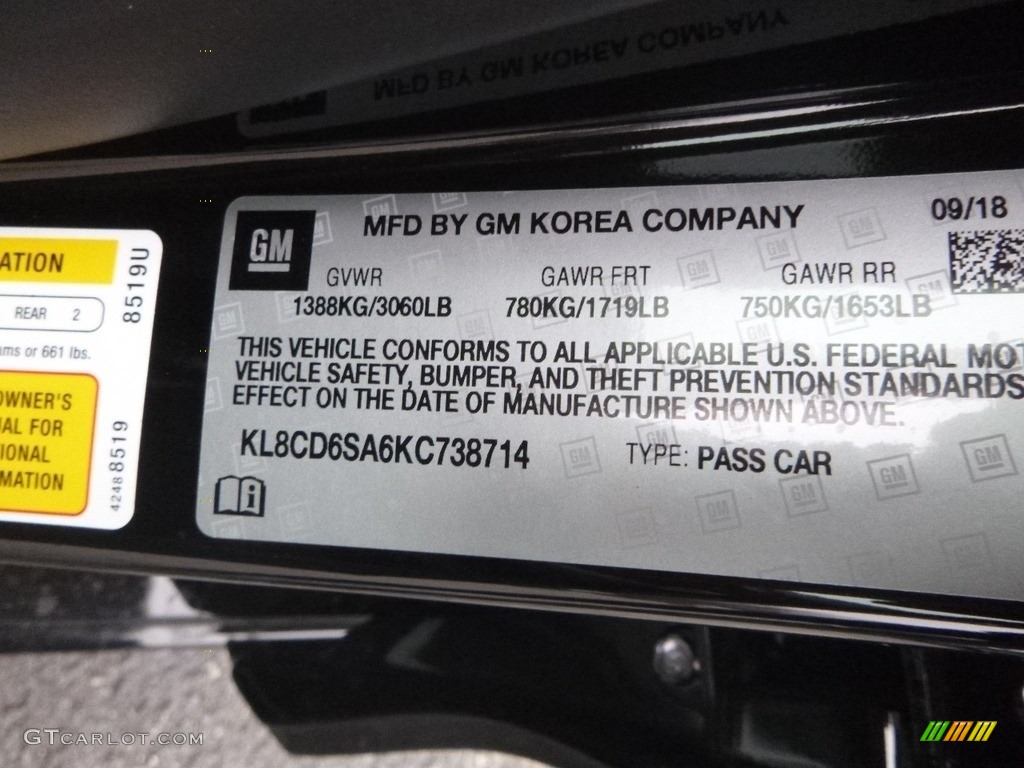 MFD BY GM KOREA COMPANY
ATION
REAR 2
ms or 661 lbs.
OWNER'S
AL FOR
IONAL
MATION
8519U
42488519
GM
MFD BY GM KOREA COMPANY
09/18
GVWR GAWR FRT GAWR RR
1388KG/3060LB 780KG/1719LB 750KG/1653LB
THIS VEHICLE CONFORMS TO ALL APPLICABLE U.S. FEDERAL MO
VEHICLE SAFETY, BUMPER, AND THEFT PREVENTION STANDARDS
EFFECT ON THE DATE OF MANUFACTURE SHOWN ABOVE.
KL8CD6SA6KC738714 TYPE: PASS CAR
GTCARLOT.COM